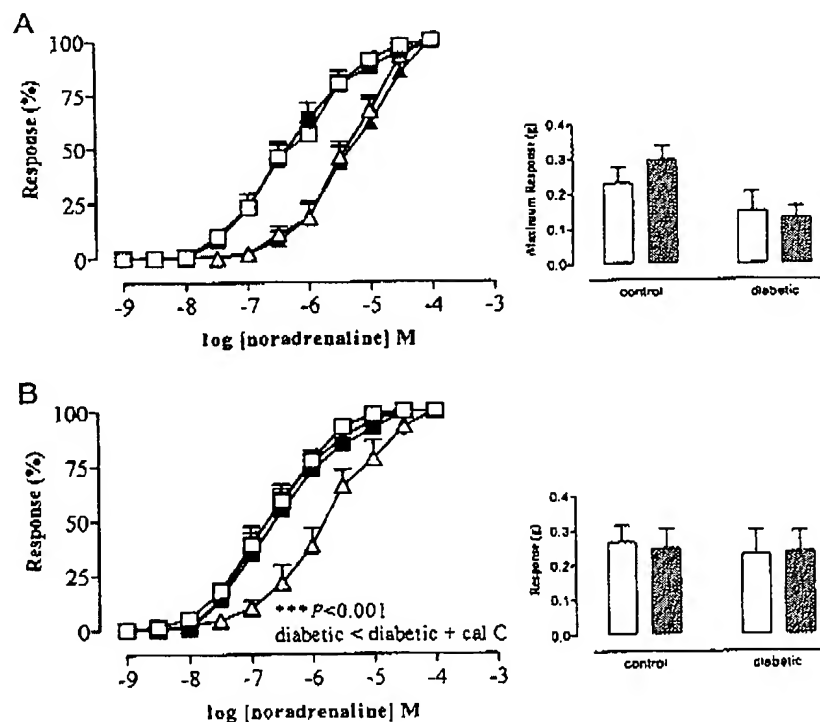 A
100
75
50
25
0
Response (%)
-9 -8 -7 -6 -5 -4 -3
log [noradrenaline] M
0.4
0.3
0.2
0.1
0.0
Maximum Response (g)
control diabetic
B
100
75
50
25
0
Response (%)
*** P<0.001
diabetic < diabetic + cal C
-9 -8 -7 -6 -5 -4 -3
log [noradrenaline] M
0.4
0.3
0.2
0.1
0.0
Response (g)
control diabetic